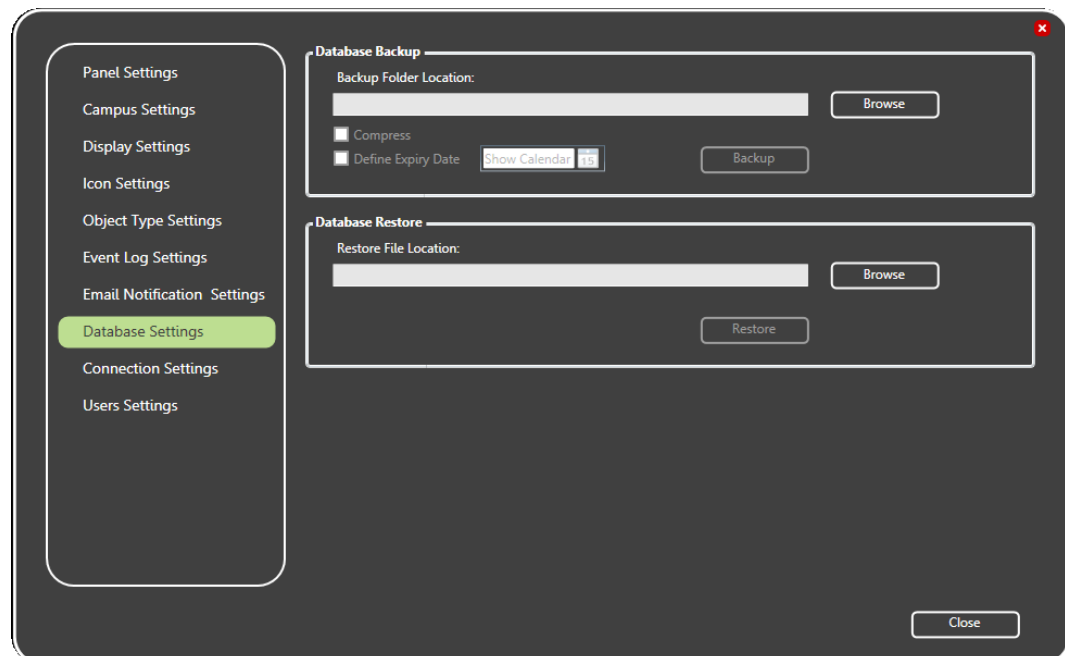 Panel Settings
Campus Settings
Display Settings
Icon Settings
Object Type Settings
Event Log Settings
Email Notification  Settings
Database Settings
Connection Settings
Users Settings
Database Backup
Backup Folder Location:
Browse
Compress
Define Expiry Date Show Calendar 15 Backup
Database Restore
Restore File Location:
Browse
Restore
Close